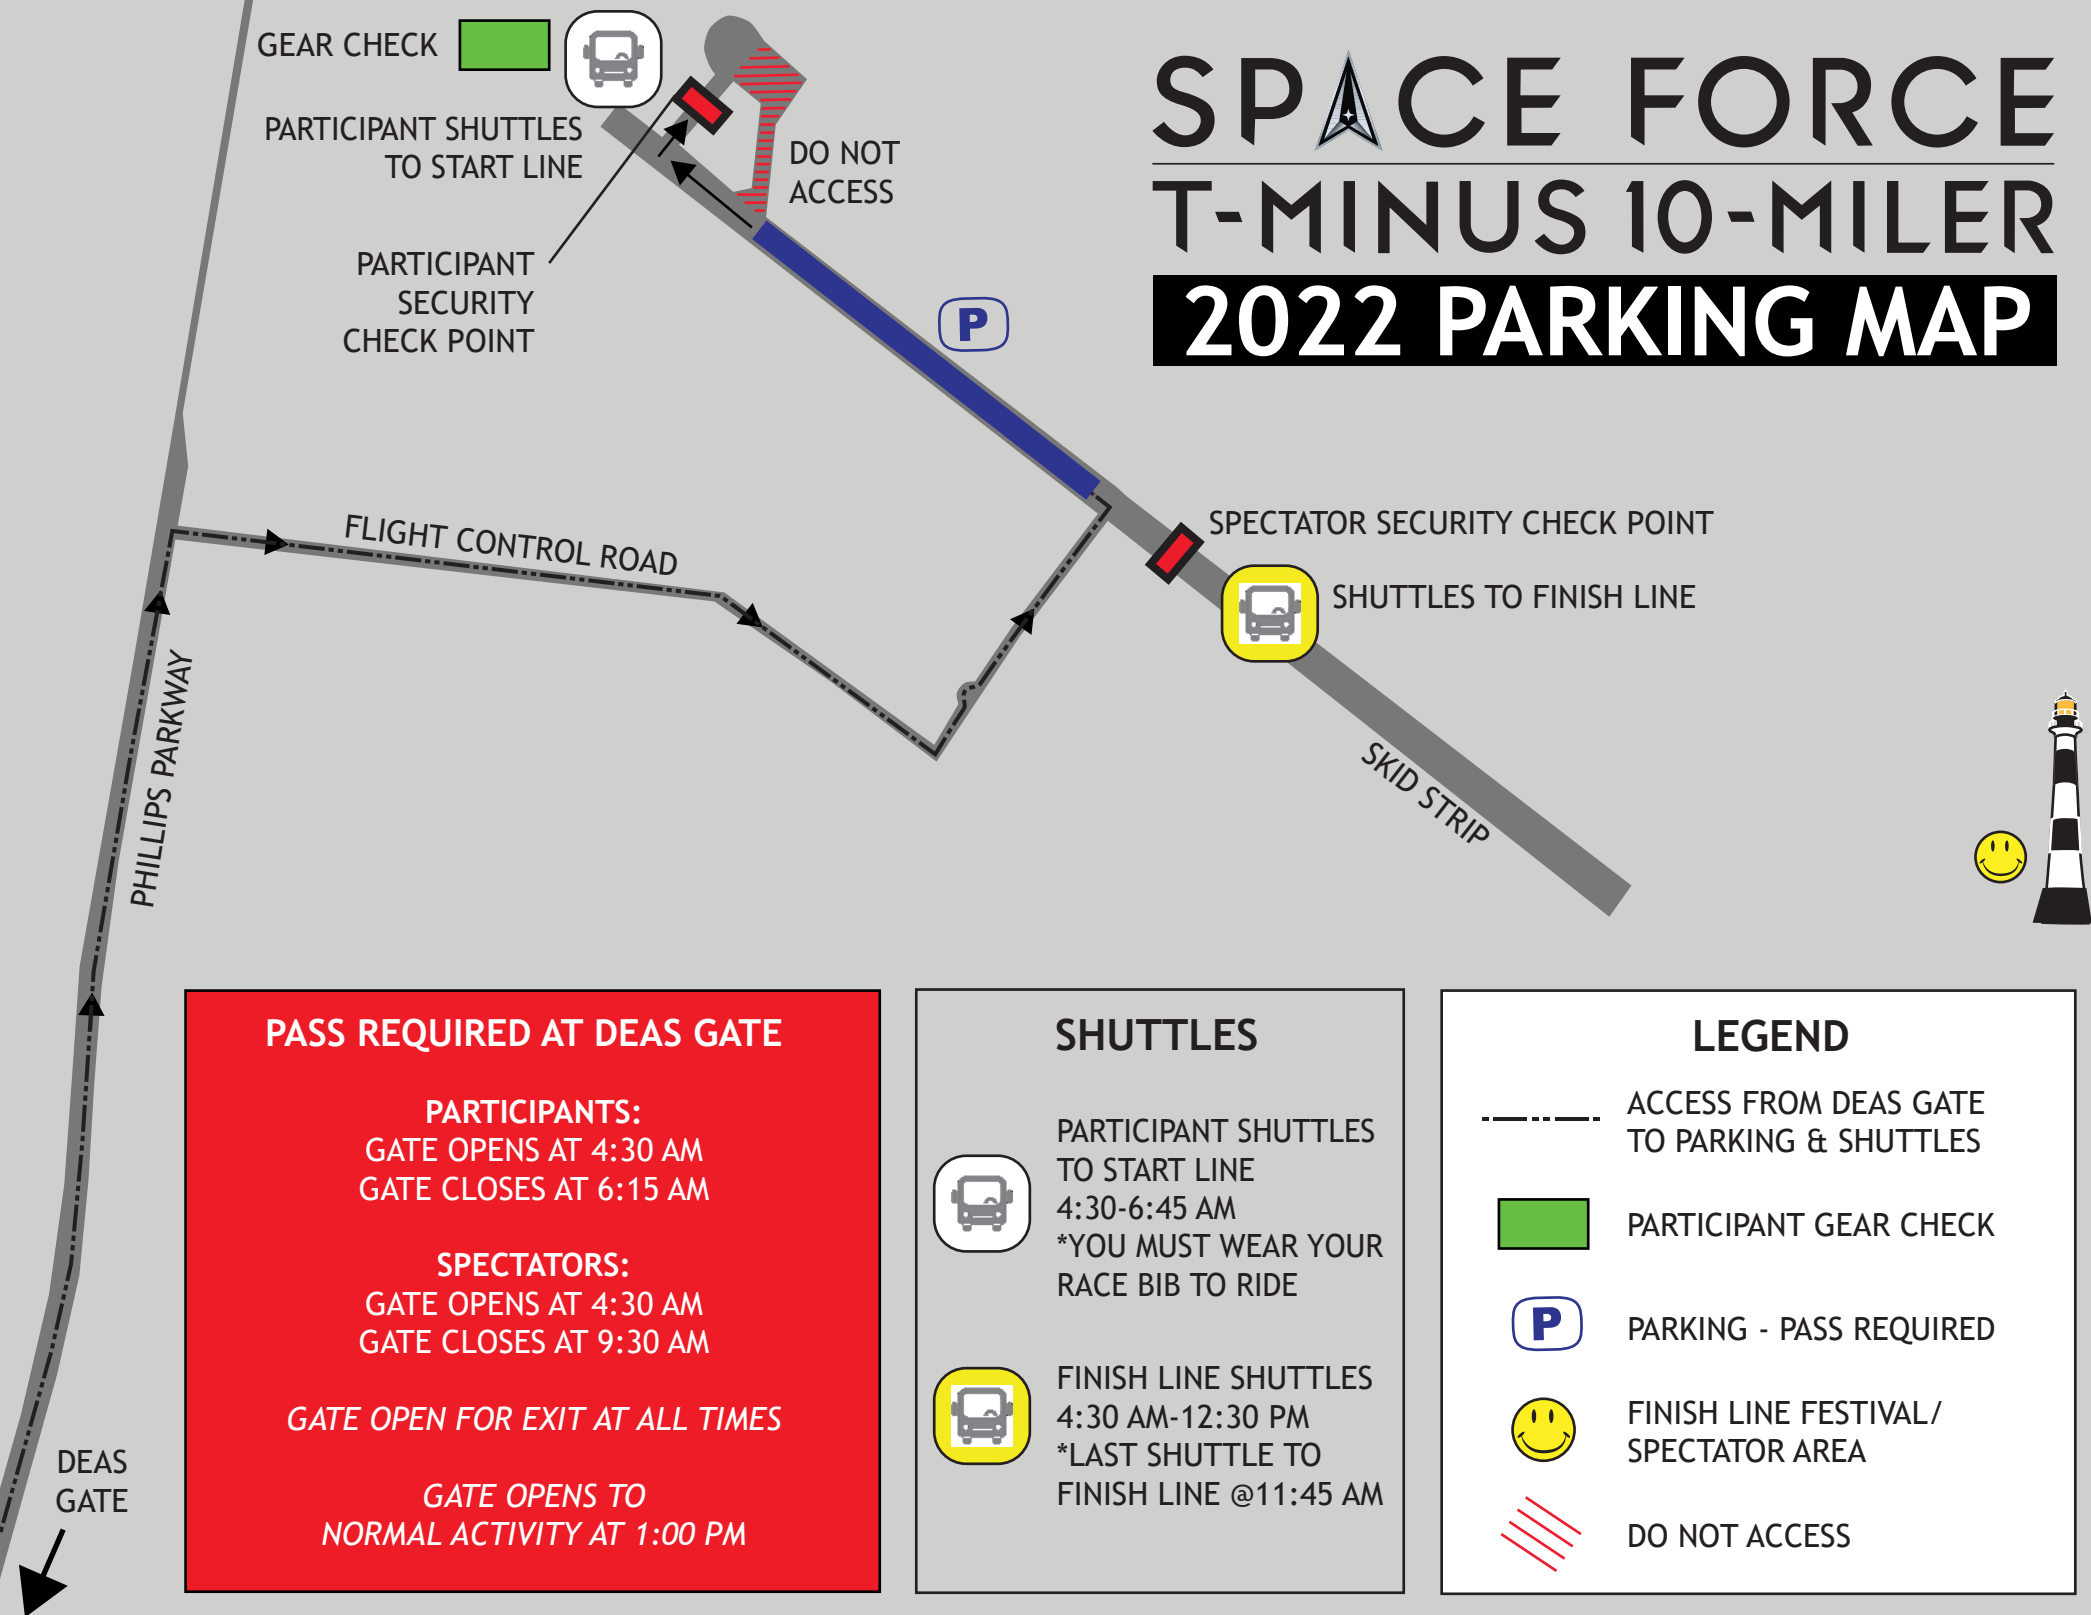 GEAR CHECK
PARTICIPANT SHUTTLES
TO START LINE
DO NOT
ACCESS
PARTICIPANT
SECURITY
CHECK POINT
SPACE FORCE
T-MINUS 10-MILER
2022 PARKING MAP
P
FLIGHT CONTROL ROAD
SPECTATOR SECURITY CHECK POINT
SHUTTLES TO FINISH LINE
PHILLIPS PARKWAY
SKID STRIP
DEAS
GATE
PASS REQUIRED AT DEAS GATE
PARTICIPANTS:
GATE OPENS AT 4:30 AM
GATE CLOSES AT 6:15 AM
SPECTATORS:
GATE OPENS AT 4:30 AM
GATE CLOSES AT 9:30 AM
GATE OPEN FOR EXIT AT ALL TIMES
GATE OPENS TO
NORMAL ACTIVITY AT 1:00 PM
SHUTTLES
PARTICIPANT SHUTTLES
TO START LINE
4:30-6:45 AM
*YOU MUST WEAR YOUR
RACE BIB TO RIDE
FINISH LINE SHUTTLES
4:30 AM-12:30 PM
*LAST SHUTTLE TO
FINISH LINE @11:45 AM
LEGEND
ACCESS FROM DEAS GATE
TO PARKING & SHUTTLES
PARTICIPANT GEAR CHECK
P
PARKING - PASS REQUIRED
FINISH LINE FESTIVAL/
SPECTATOR AREA
DO NOT ACCESS